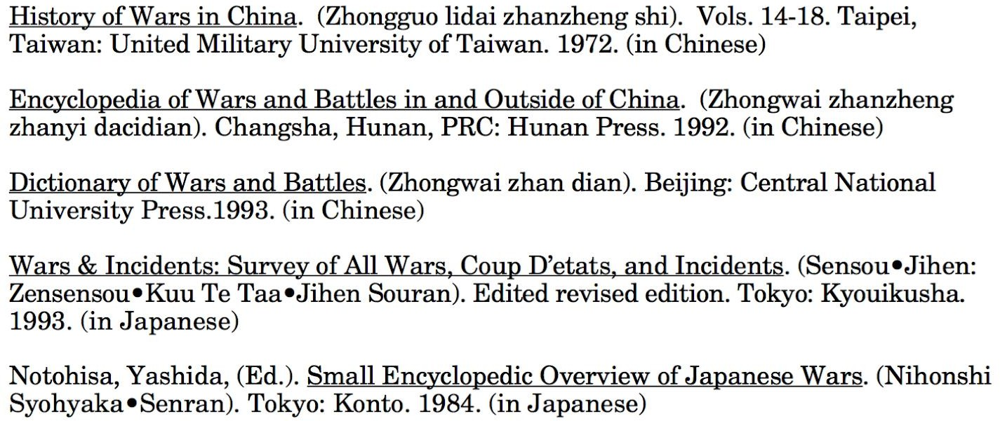 History of Wars in China.  (Zhongguo lidai zhanzheng shi).  Vols. 14-18. Taipei,
Taiwan: United Military University of Taiwan. 1972. (in Chinese)
Encyclopedia of Wars and Battles in and Outside of China.  (Zhongwai zhanzheng
zhanyi dacidian). Changsha, Hunan, PRC: Hunan Press. 1992. (in Chinese)
Dictionary of Wars and Battles. (Zhongwai zhan dian). Beijing: Central National
University Press.1993. (in Chinese)
Wars & Incidents: Survey of All Wars, Coup D’etats, and Incidents. (Sensou•Jihen:
Zensensou•Kuu Te Taa•Jihen Souran). Edited revised edition. Tokyo: Kyouikusha.
1993. (in Japanese)
Notohisa, Yashida, (Ed.). Small Encyclopedic Overview of Japanese Wars. (Nihonshi
Syohyaka•Senran). Tokyo: Konto. 1984. (in Japanese)